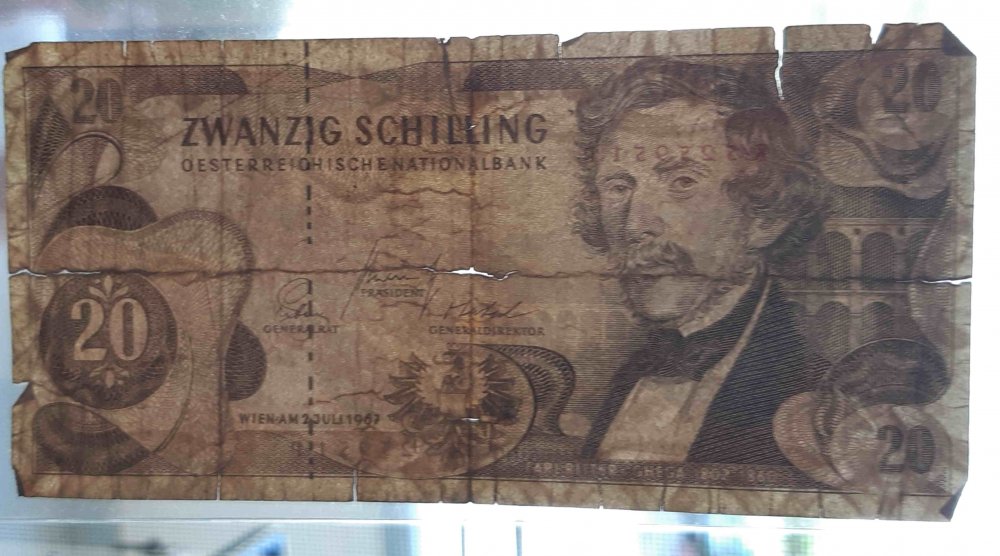 20
20
ZWANZIG SCHILLING
OESTERREICHISCHE NATIONALBANK
PRÄSIDENT
GENERALRAT
GENERALDIREKTOR
20
WIEN·AM 2·JULI 1967
20